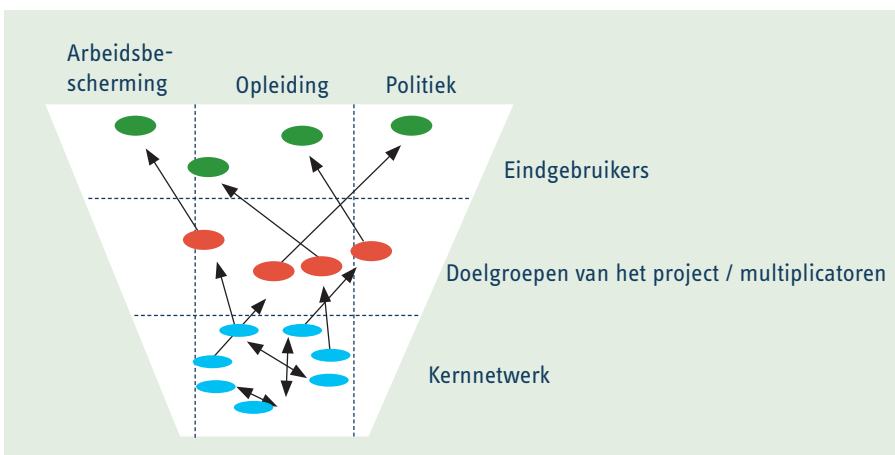 Arbeidsbe-
scherming
Opleiding
Politiek
Eindgebruikers
Doelgroepen van het project / multiplicatoren
Kernnetwerk